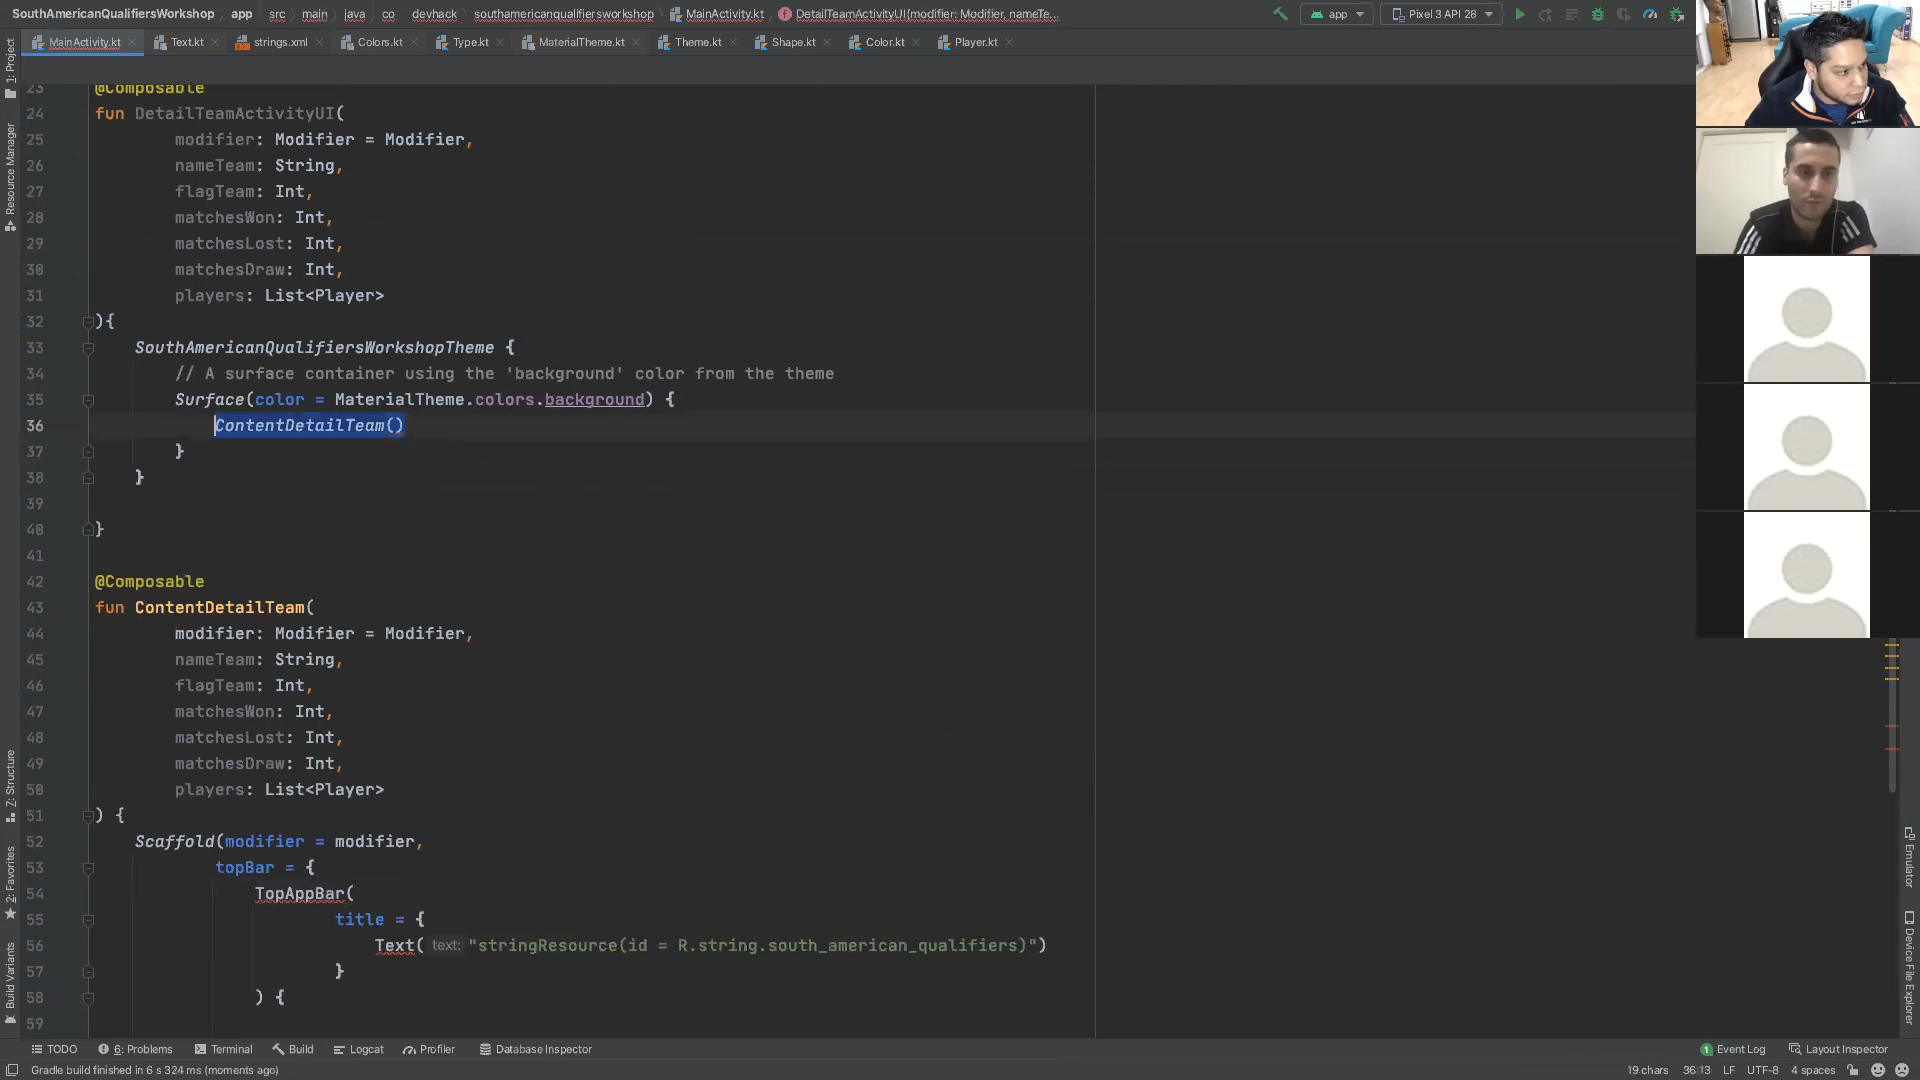 SouthAmericanQualifiersWorkshop app src main java co devhack southamericanqualifiersworkshop MainActivity.kt DetailTeamActivityUI(modifier: Modifier, nameTe... app Pixel 3 API 28
MainActivity.kt Text.kt strings.xml Colors.kt Type.kt MaterialTheme.kt Theme.kt Shape.kt Color.kt Player.kt
1: Project
Resource Manager
Z: Structure
2: Favorites
Build Variants
23 @Composable
24 fun DetailTeamActivityUI(
25 modifier: Modifier = Modifier,
26 nameTeam: String,
27 flagTeam: Int,
28 matchesWon: Int,
29 matchesLost: Int,
30 matchesDraw: Int,
31 players: List<Player>
32 ){
33 SouthAmericanQualifiersWorkshopTheme {
34 // A surface container using the 'background' color from the theme
35 Surface(color = MaterialTheme.colors.background) {
36 ContentDetailTeam()
37 }
38 }
39
40 }
41
42 @Composable
43 fun ContentDetailTeam(
44 modifier: Modifier = Modifier,
45 nameTeam: String,
46 flagTeam: Int,
47 matchesWon: Int,
48 matchesLost: Int,
49 matchesDraw: Int,
50 players: List<Player>
51 ) {
52 Scaffold(modifier = modifier,
53 topBar = {
54 TopAppBar(
55 title = {
56 Text( text: "stringResource(id = R.string.south_american_qualifiers)")
57 }
58 ) {
59
Emulator
Device File Explorer
TODO 6: Problems Terminal Build Logcat Profiler Database Inspector 1 Event Log Layout Inspector
Gradle build finished in 6 s 324 ms (moments ago) 19 chars 36:13 LF UTF-8 4 spaces